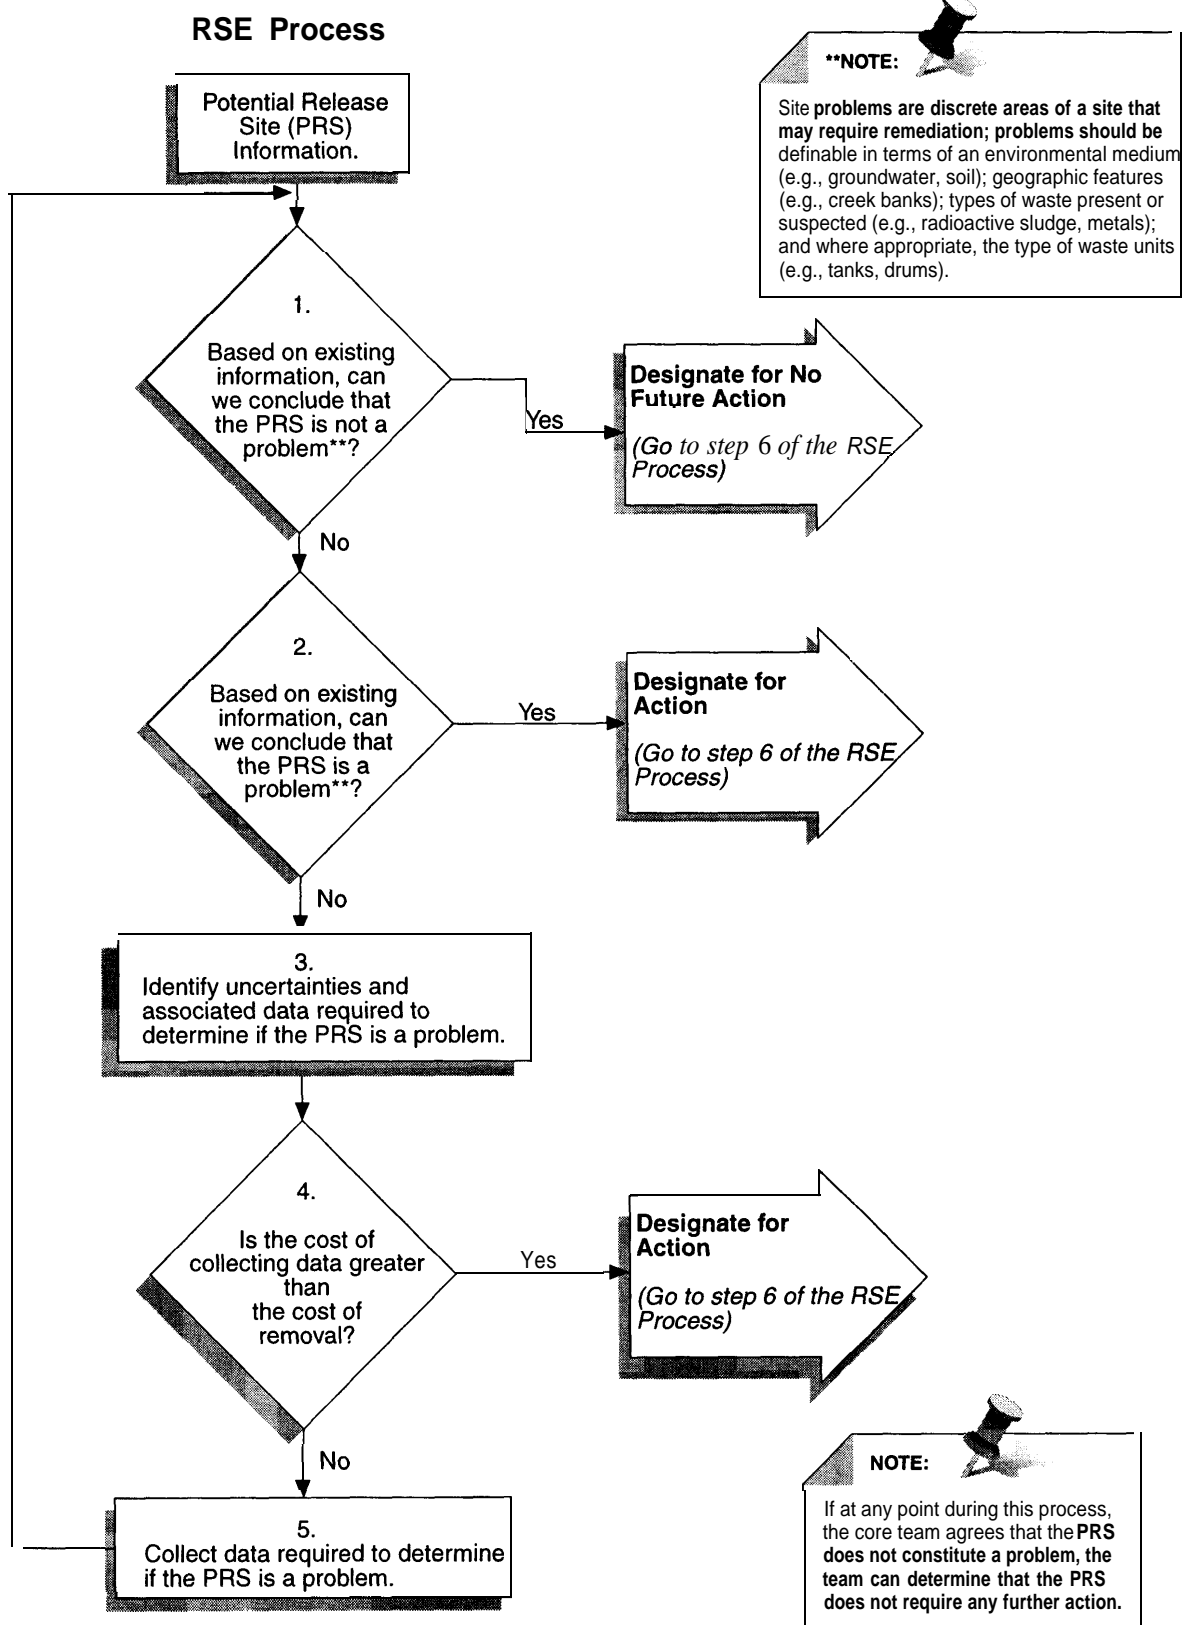 RSE Process
**NOTE:
Site problems are discrete areas of a site that
may require remediation; problems should be
definable in terms of an environmental medium
(e.g., groundwater, soil); geographic features
(e.g., creek banks); types of waste present or
suspected (e.g., radioactive sludge, metals);
and where appropriate, the type of waste units
(e.g., tanks, drums).
Potential Release
Site (PRS)
Information.
1.
Based on existing
information, can
we conclude that
the PRS is not a
problem**?
Yes
Designate for No
Future Action
(Go to step 6 of the RSE
Process)
No
2.
Based on existing
information, can
we conclude that
the PRS is a
problem**?
Yes
Designate for
Action
(Go to step 6 of the RSE
Process)
No
3.
Identify uncertainties and
associated data required to
determine if the PRS is a problem.
4.
Is the cost of
collecting data greater
than
the cost of
removal?
Yes
Designate for
Action
(Go to step 6 of the RSE
Process)
No
5.
Collect data required to determine
if the PRS is a problem.
NOTE:
If at any point during this process,
the core team agrees that the PRS
does not constitute a problem, the
team can determine that the PRS
does not require any further action.